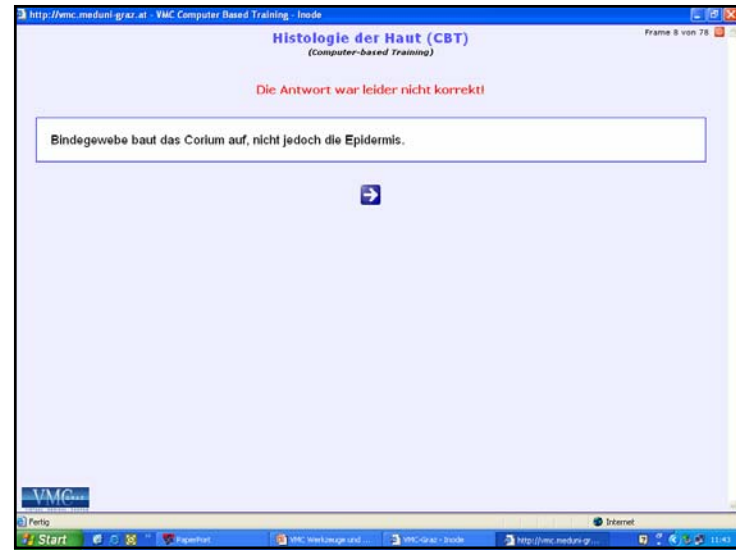 http://vmc.meduni-graz.at - VMC Computer Based Training - Inode
Histologie der Haut (CBT)
Frame 8 von 78
(Computer-based Training)
Die Antwort war leider nicht korrekt!
Bindegewebe baut das Corium auf, nicht jedoch die Epidermis.
VMC
Fertig
Internet
Start
PaperPort
VMC Werkzeuge und ...
VMC-Graz - Inode
http://vmc.meduni-gr...
11:43